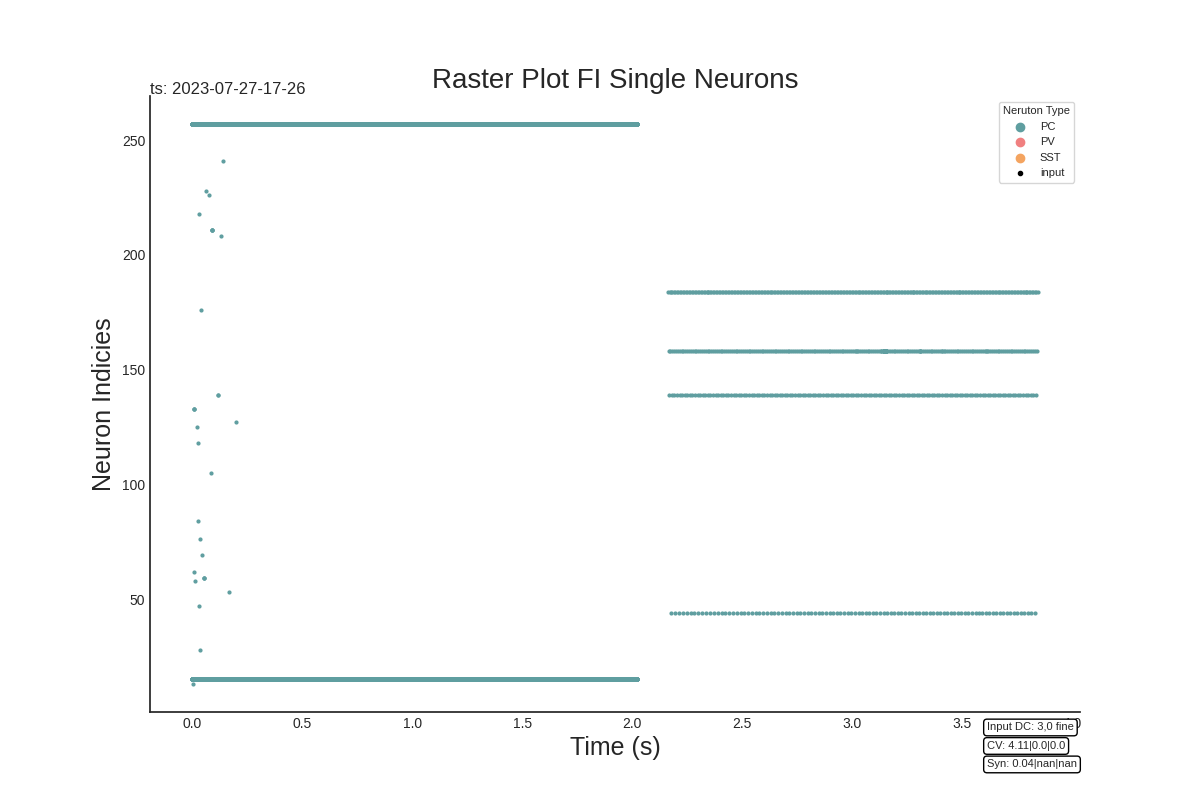 Raster Plot FI Single Neurons
ts: 2023-07-27-17-26
Neruton Type
PC
PV
SST
input
Neuron Indicies
250
200
150
100
50
0.0 0.5 1.0 1.5 2.0 2.5 3.0 3.5
Time (s)
Input DC: 3,0 fine
CV: 4.11|0.0|0.0
Syn: 0.04|nan|nan